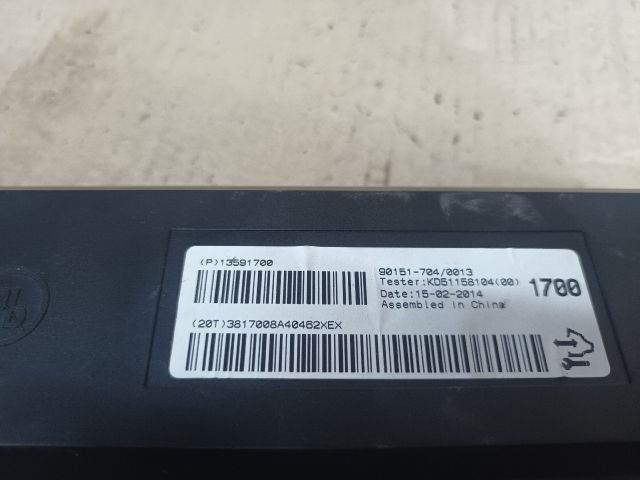 (P)13591700
90151-704/0013
Tester:KD51158104(00)
1700
Date:15-02-2014
Assembled in China
(20T)3817008A40462XEX